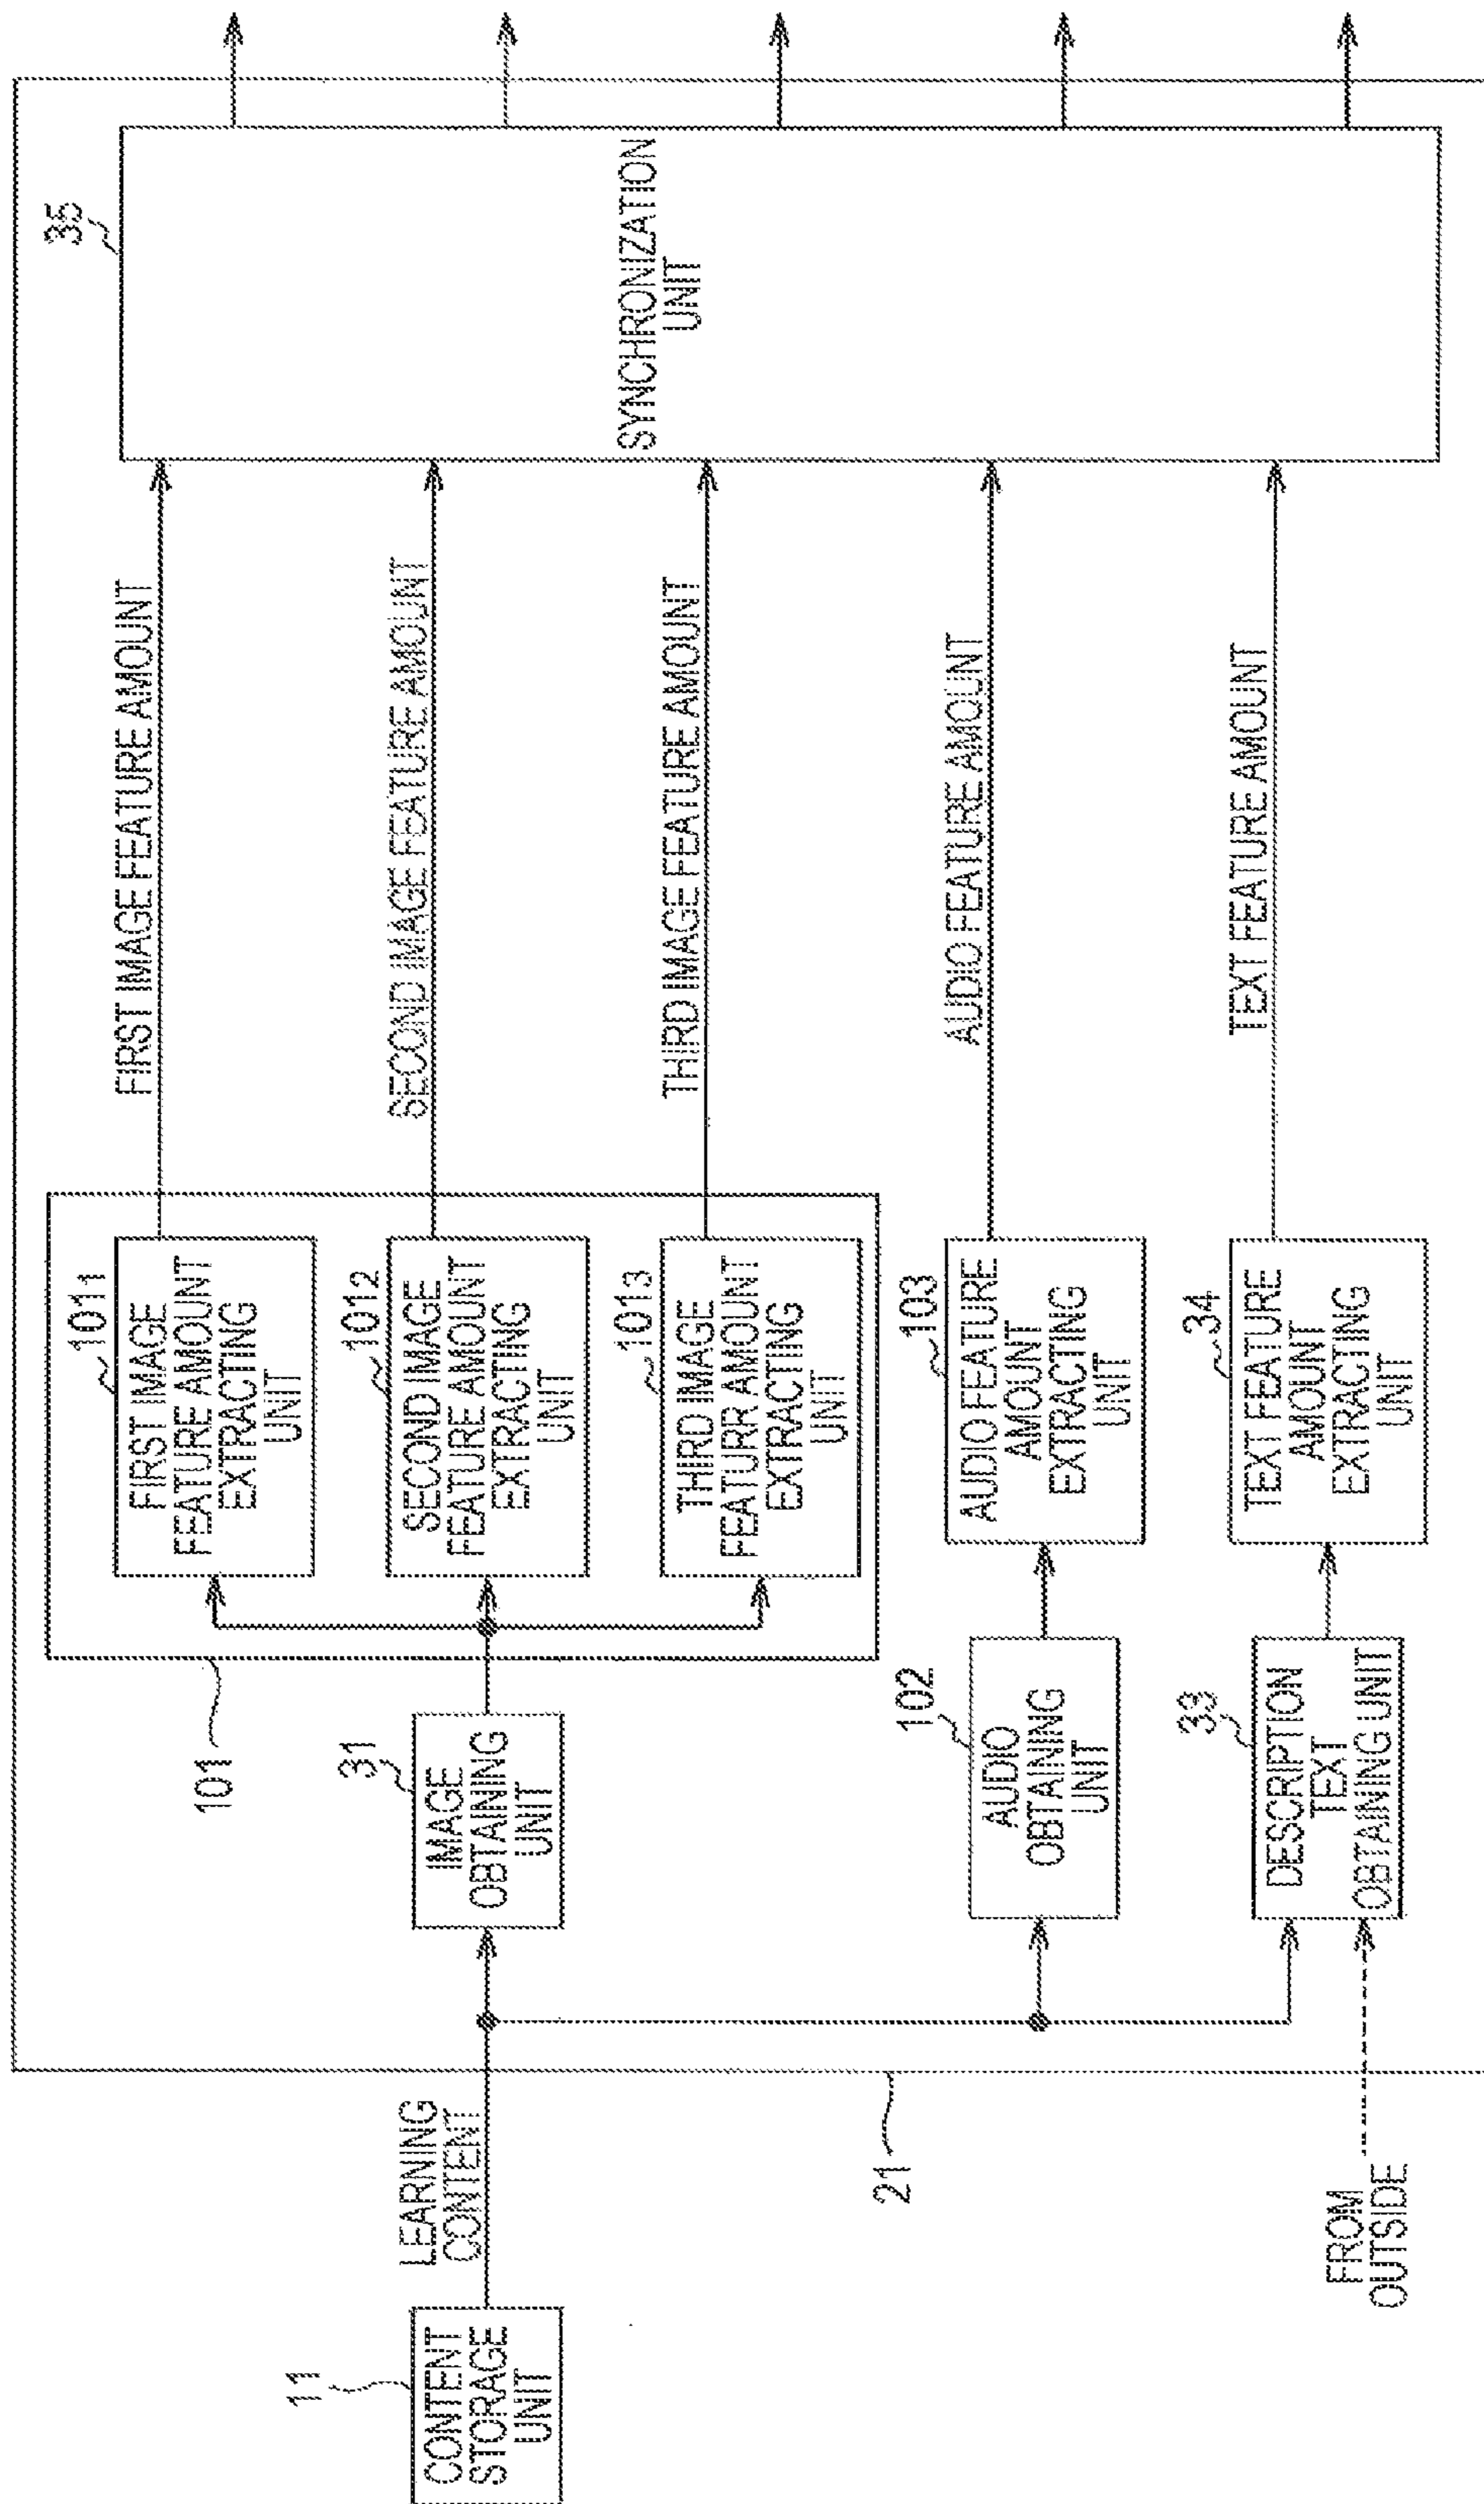 11
CONTENT
STORAGE
UNIT
LEARNING
CONTENT
21
FROM
OUTSIDE
31
IMAGE
OBTAINING
UNIT
102
AUDIO
OBTAINING
UNIT
33
DESCRIPTION
TEXT
OBTAINING UNIT
101
101₁
FIRST IMAGE
FEATURE AMOUNT
EXTRACTING
UNIT
101₂
SECOND IMAGE
FEATURE AMOUNT
EXTRACTING
UNIT
101₃
THIRD IMAGE
FEATURR AMOUNT
EXTRACTING
UNIT
103
AUDIO FEATURE
AMOUNT
EXTRACTING
UNIT
34
TEXT FEATURE
AMOUNT
EXTRACTING
UNIT
FIRST IMAGE FEATURE AMOUNT
SECOND IMAGE FEATURE AMOUNT
THIRD IMAGE FEATURE AMOUNT
AUDIO FEATURE AMOUNT
TEXT FEATURE AMOUNT
35
SYNCHRONIZATION
UNIT